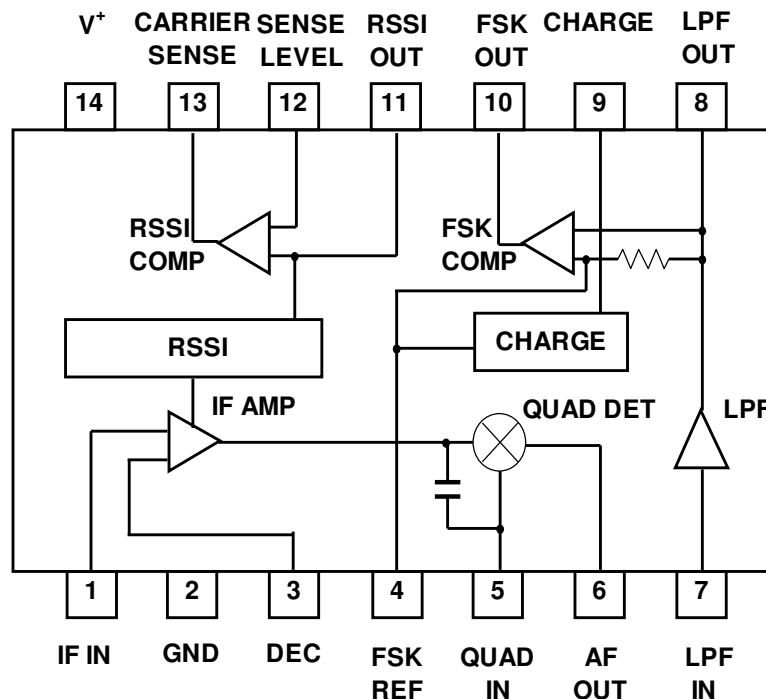 V+
CARRIER
SENSE
SENSE
LEVEL
RSSI
OUT
FSK
OUT
CHARGE
LPF
OUT
14
13
12
11
10
9
8
RSSI
COMP
FSK
COMP
RSSI
CHARGE
IF AMP
QUAD DET
LPF
1
2
3
4
5
6
7
IF IN
GND
DEC
FSK
REF
QUAD
IN
AF
OUT
LPF
IN